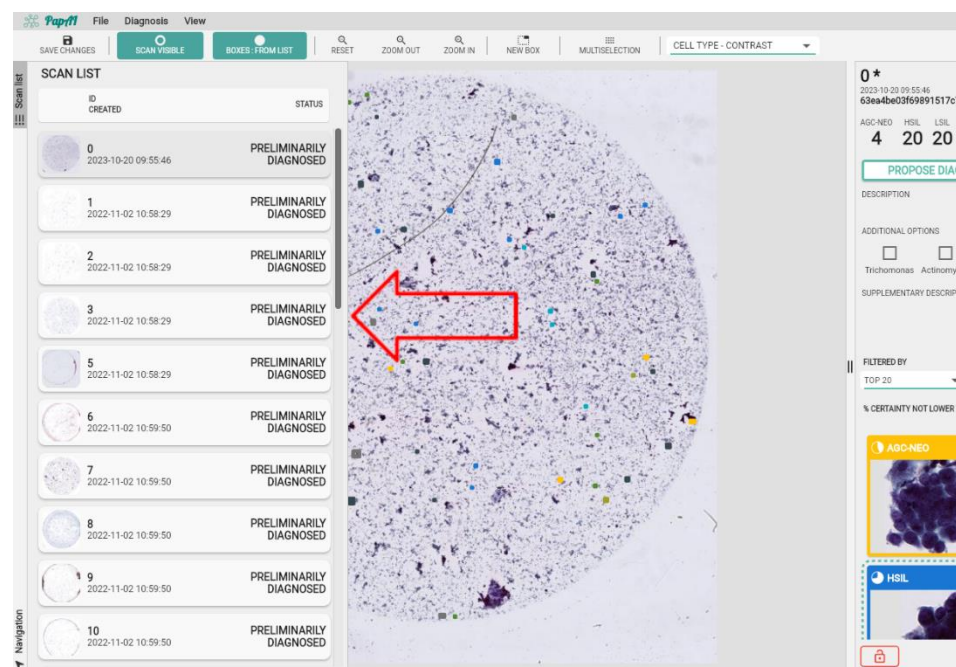 PapAI File Diagnosis View
SAVE CHANGES SCAN VISIBLE BOXES : FROM LIST RESET ZOOM OUT ZOOM IN NEW BOX MULTISELECTION CELL TYPE - CONTRAST
Scan list
SCAN LIST
ID
CREATED
STATUS
0
2023-10-20 09:55:46
PRELIMINARILY
DIAGNOSED
1
2022-11-02 10:58:29
PRELIMINARILY
DIAGNOSED
2
2022-11-02 10:58:29
PRELIMINARILY
DIAGNOSED
3
2022-11-02 10:58:29
PRELIMINARILY
DIAGNOSED
5
2022-11-02 10:58:29
PRELIMINARILY
DIAGNOSED
6
2022-11-02 10:59:50
PRELIMINARILY
DIAGNOSED
7
2022-11-02 10:59:50
PRELIMINARILY
DIAGNOSED
8
2022-11-02 10:59:50
PRELIMINARILY
DIAGNOSED
9
2022-11-02 10:59:50
PRELIMINARILY
DIAGNOSED
10
2022-11-02 10:59:50
PRELIMINARILY
DIAGNOSED
Navigation
0 *
2023-10-20 09:55:46
63ea4be03f69891517c
AGC-NEO HSIL LSIL
4 20 20
PROPOSE DIA
DESCRIPTION
ADDITIONAL OPTIONS
Trichomonas Actinomy
SUPPLEMENTARY DESCRIP
FILTERED BY
TOP 20
% CERTAINTY NOT LOWER
AGC-NEO
HSIL